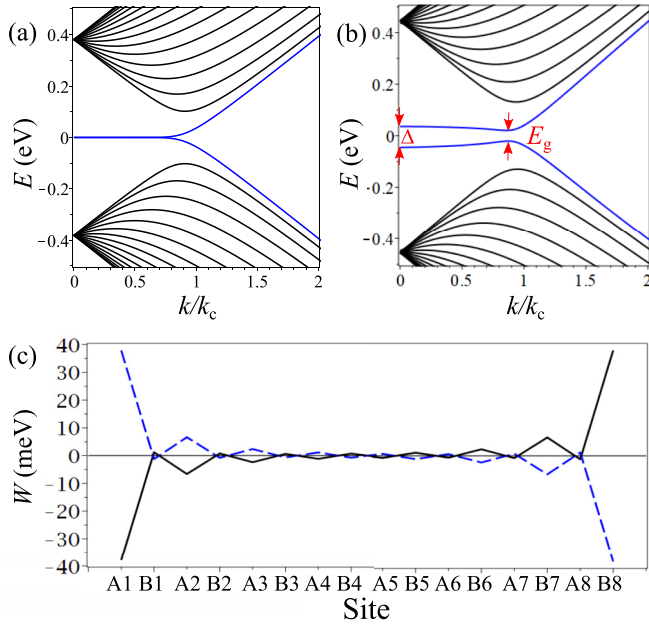 (a)
0.4
0.2
0
−0.2
−0.4
E (eV)
0 0.5 1 1.5 2
k/kc
(b)
0.4
0.2
0
-0.2
-0.4
E (eV)
Δ
Eg
0 0.5 1 1.5 2
k/kc
(c)
40
30
20
10
0
-10
-20
-30
-40
W (meV)
A1 B1 A2 B2 A3 B3 A4 B4 A5 B5 A6 B6 A7 B7 A8 B8
Site